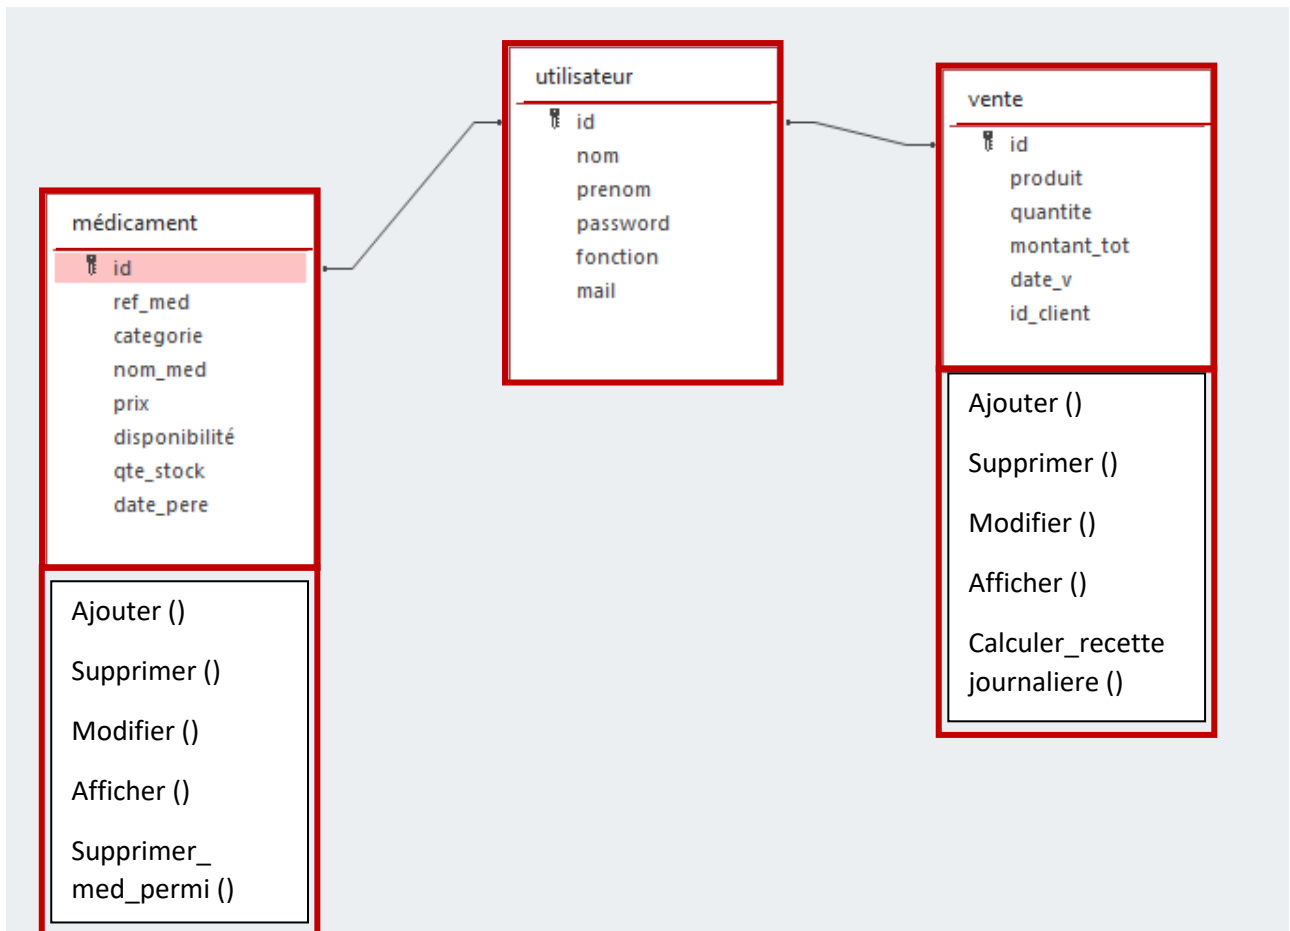 utilisateur
id
nom
prenom
password
fonction
mail
vente
id
produit
quantite
montant_tot
date_v
id_client
Ajouter ()
Supprimer ()
Modifier ()
Afficher ()
Calculer_recette
journaliere ()
médicament
id
ref_med
categorie
nom_med
prix
disponibilité
qte_stock
date_pere
Ajouter ()
Supprimer ()
Modifier ()
Afficher ()
Supprimer_
med_permi ()